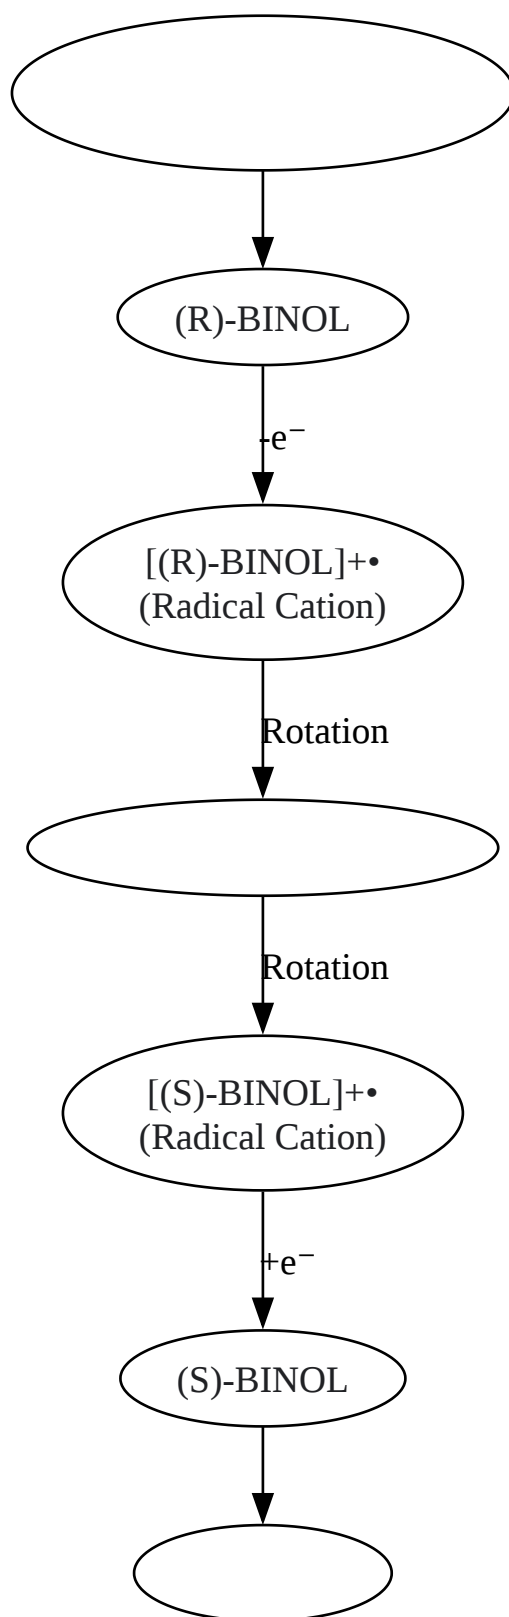 (R)-BINOL
-e⁻
[(R)-BINOL]+•
(Radical Cation)
Rotation
Rotation
[(S)-BINOL]+•
(Radical Cation)
+e⁻
(S)-BINOL